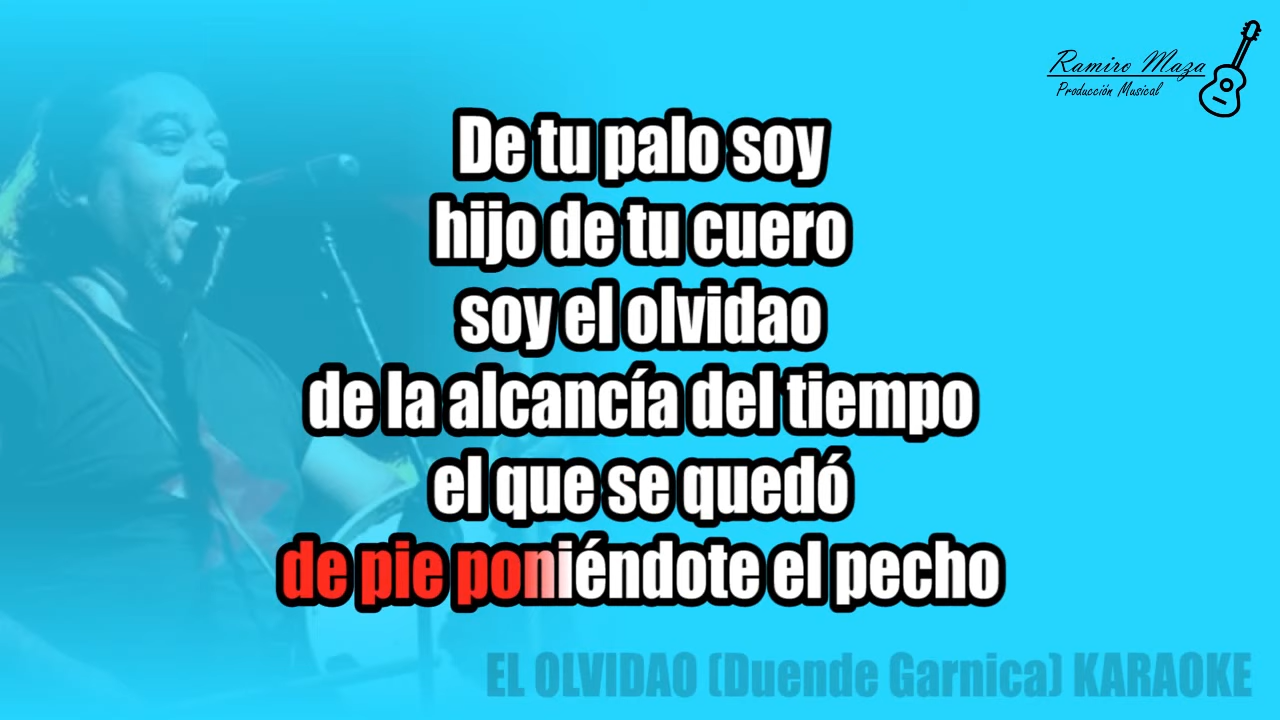 Ramiro Maza
Producción Musical
De tu palo soy
hijo de tu cuero
soy el olvidao
de la alcancía del tiempo
el que se quedó
de pie poniéndote el pecho
EL OLVIDAO (Duende Garnica) KARAOKE